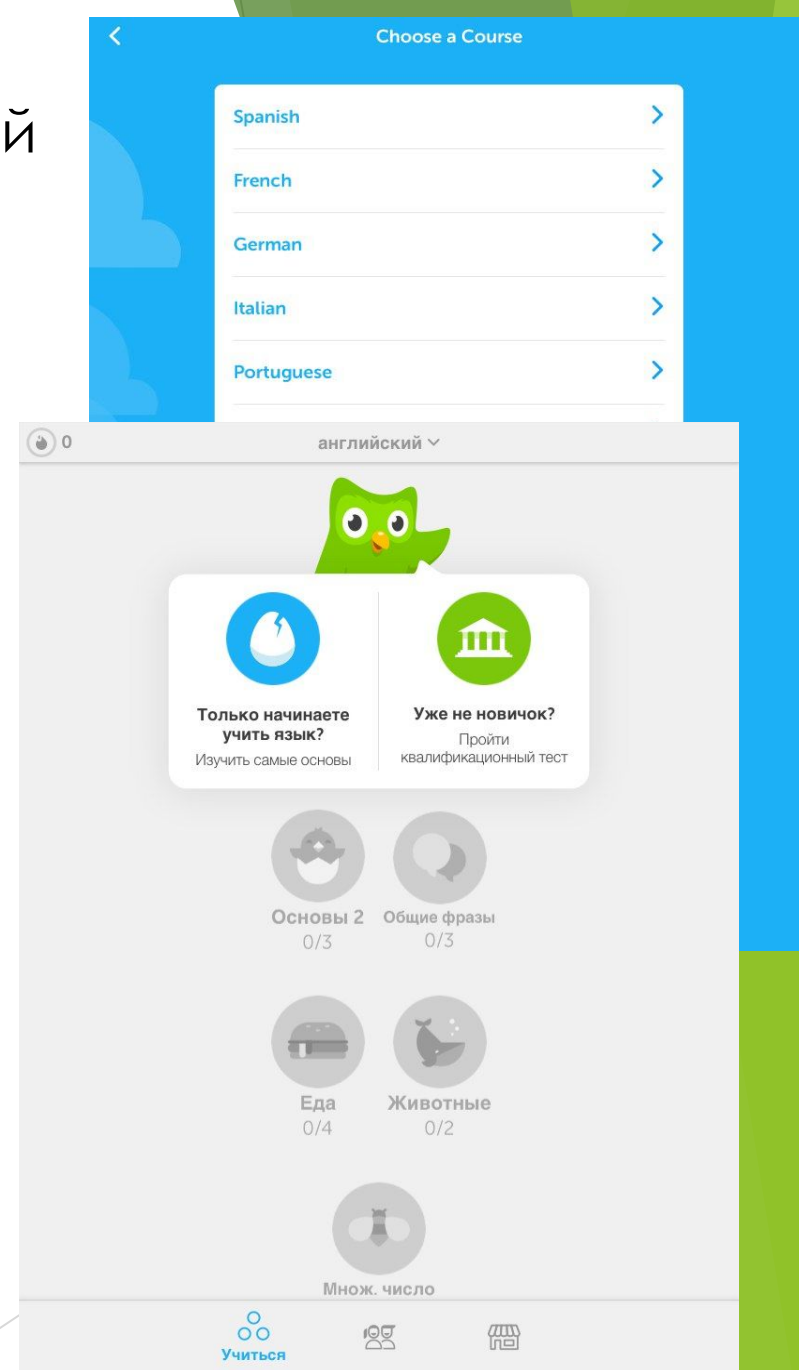 й
Choose a Course
Spanish
French
German
Italian
Portuguese
0
английский
Только начинаете
учить язык?
Изучить самые основы
Уже не новичок?
Пройти
квалификационный тест
Основы 2
0/3
Общие фразы
0/3
Еда
0/4
Животные
0/2
Множ. число
Учиться